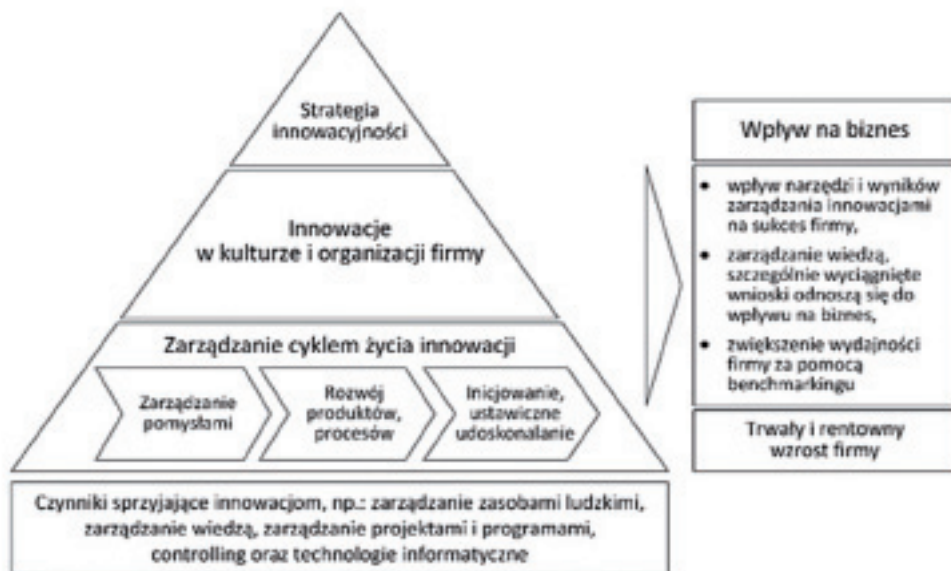 Strategia
innowacyjności
Innowacje
w kulturze i organizacji firmy
Zarządzanie cyklem życia innowacji
Zarządzanie
pomysłami
Rozwój
produktów,
procesów
Inicjowanie,
ustawiczne
udoskonalanie
Czynniki sprzyjające innowacjom, np.: zarządzanie zasobami ludzkimi,
zarządzanie wiedzą, zarządzanie projektami i programami,
controlling oraz technologie informatyczne
Wpływ na biznes
• wpływ narzędzi i wyników
zarządzania innowacjami
na sukces firmy,
• zarządzanie wiedzą,
szczególnie wyciągnięte
wnioski odnoszą się do
wpływu na biznes,
• zwiększenie wydajności
firmy za pomocą
benchmarkingu
Trwały i rentowny
wzrost firmy